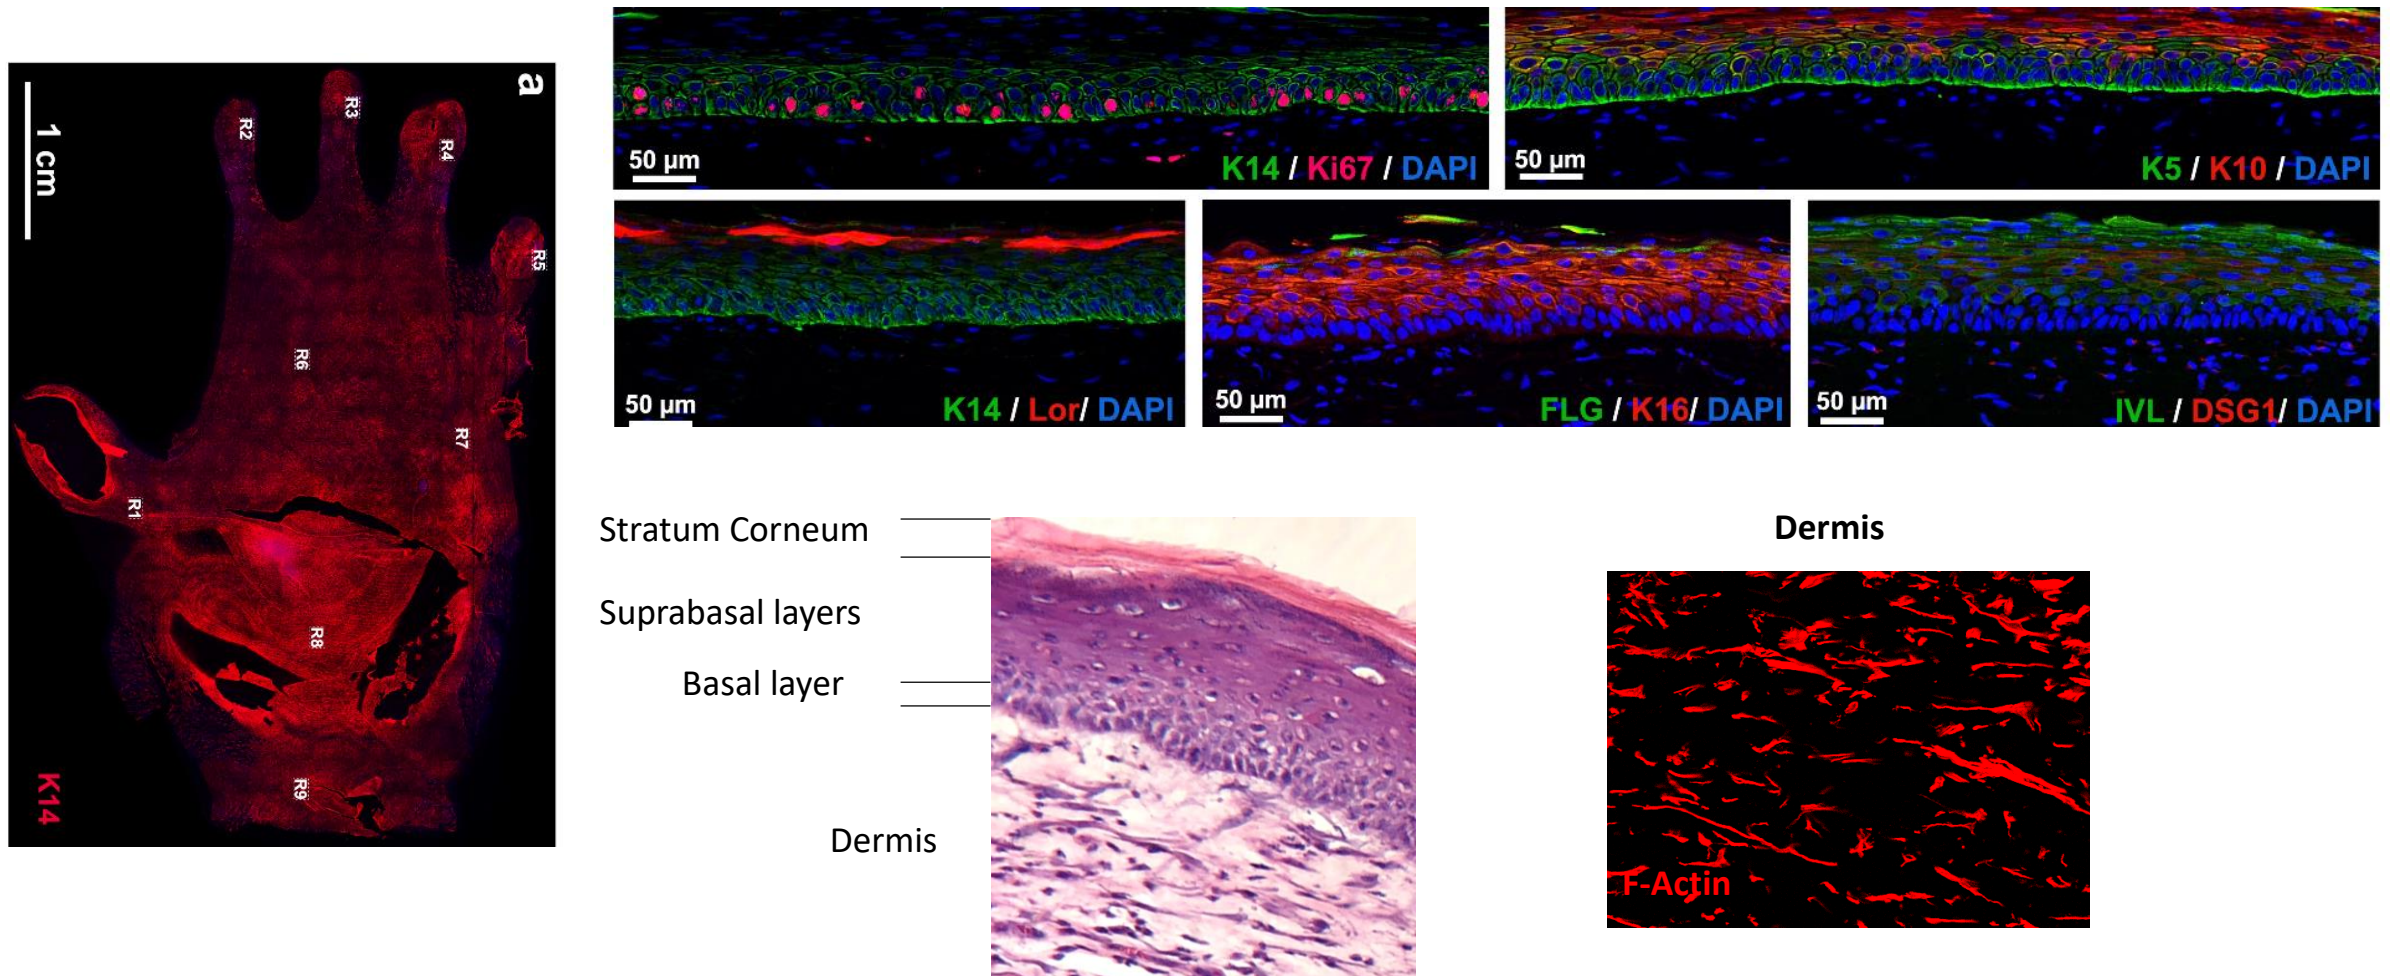 a
1 cm
R3
R2
R4
R5
R6
R7
R1
R8
R9
K14
50 µm
K14 / Ki67 / DAPI
50 µm
K5 / K10 / DAPI
50 µm
K14 / Lor/ DAPI
50 µm
FLG / K16/ DAPI
50 µm
IVL / DSG1/ DAPI
Stratum Corneum
Suprabasal layers
Basal layer
Dermis
Dermis
F-Actin